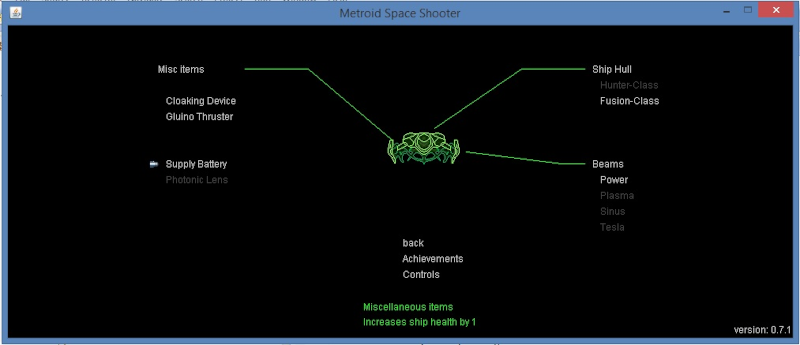 Metroid Space Shooter
Misc items
Cloaking Device
Gluino Thruster
Supply Battery
Photonic Lens
Ship Hull
Hunter-Class
Fusion-Class
Beams
Power
Plasma
Sinus
Tesla
back
Achievements
Controls
Miscellaneous items
Increases ship health by 1
version: 0.7.1